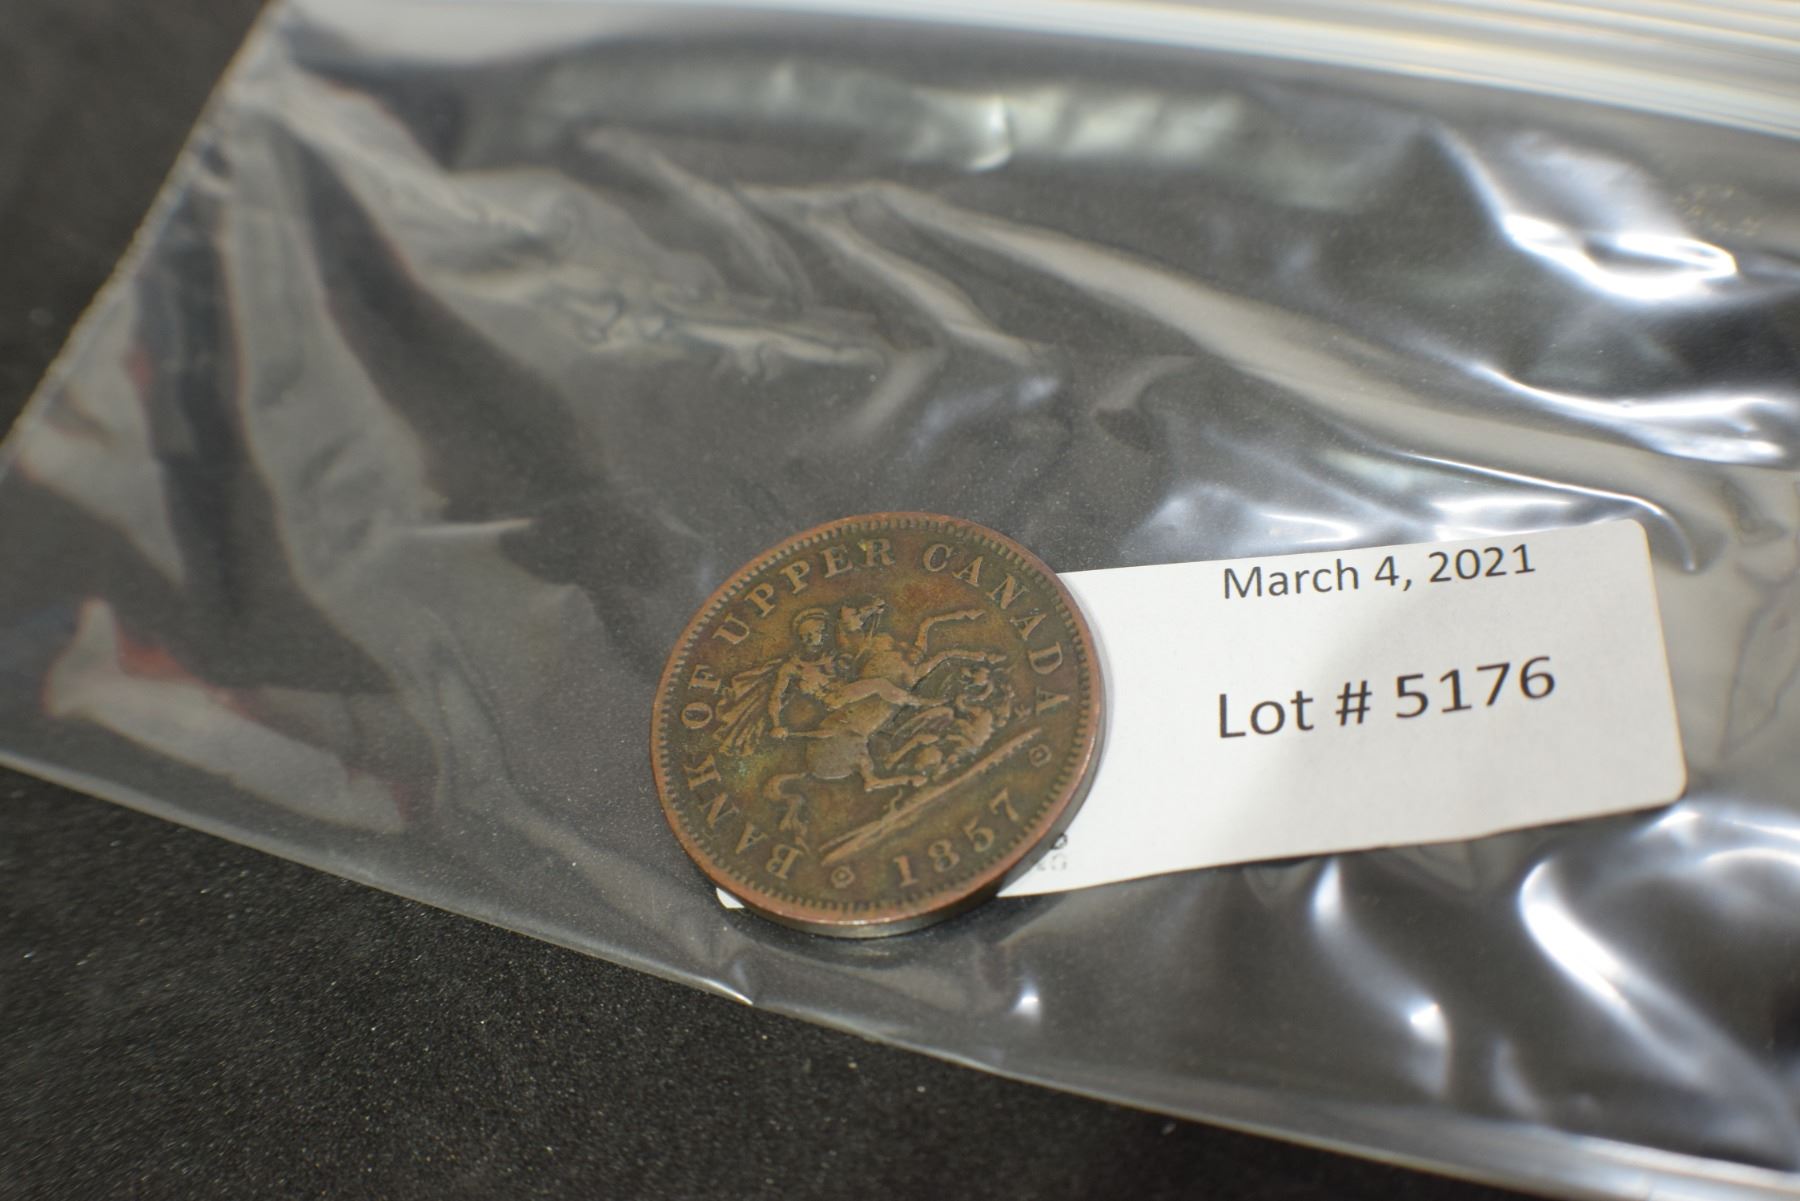 BANK OF UPPER CANADA
1857
March 4, 2021
Lot # 5176